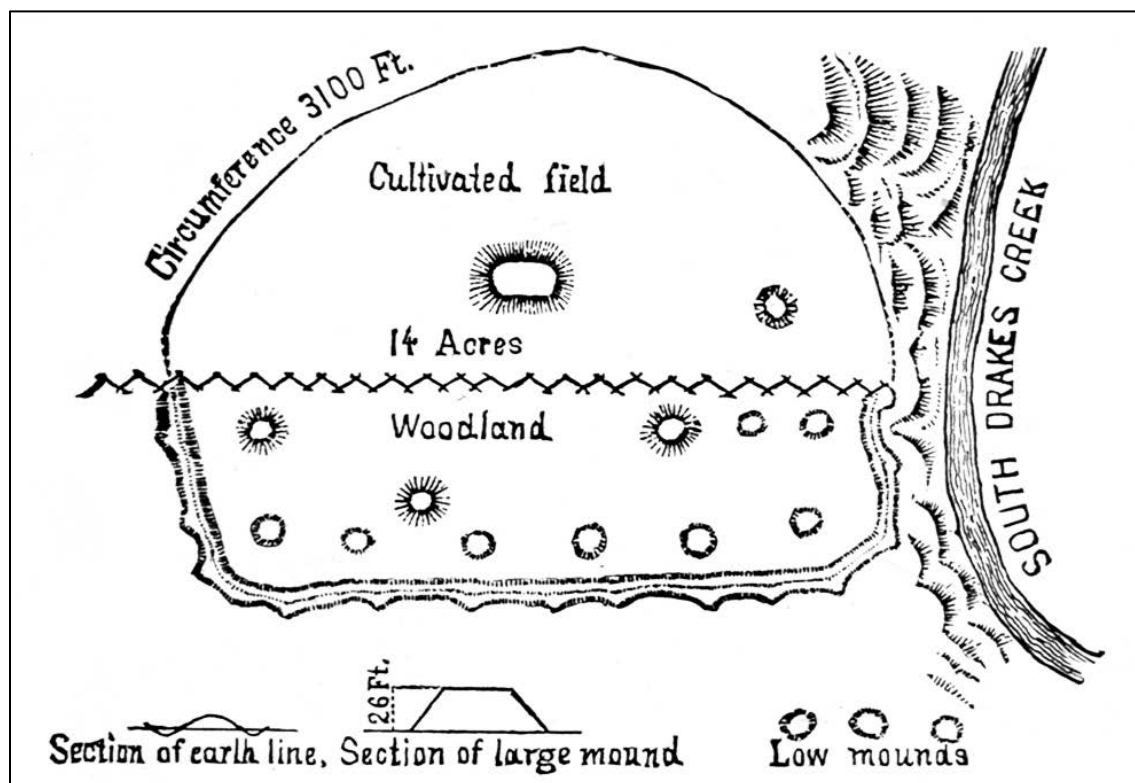 Circumference 3100 Ft.
Cultivated field
14 Acres
Woodland
SOUTH DRAKES CREEK
26 Ft.
Section of earth line, Section of large mound
Low mounds